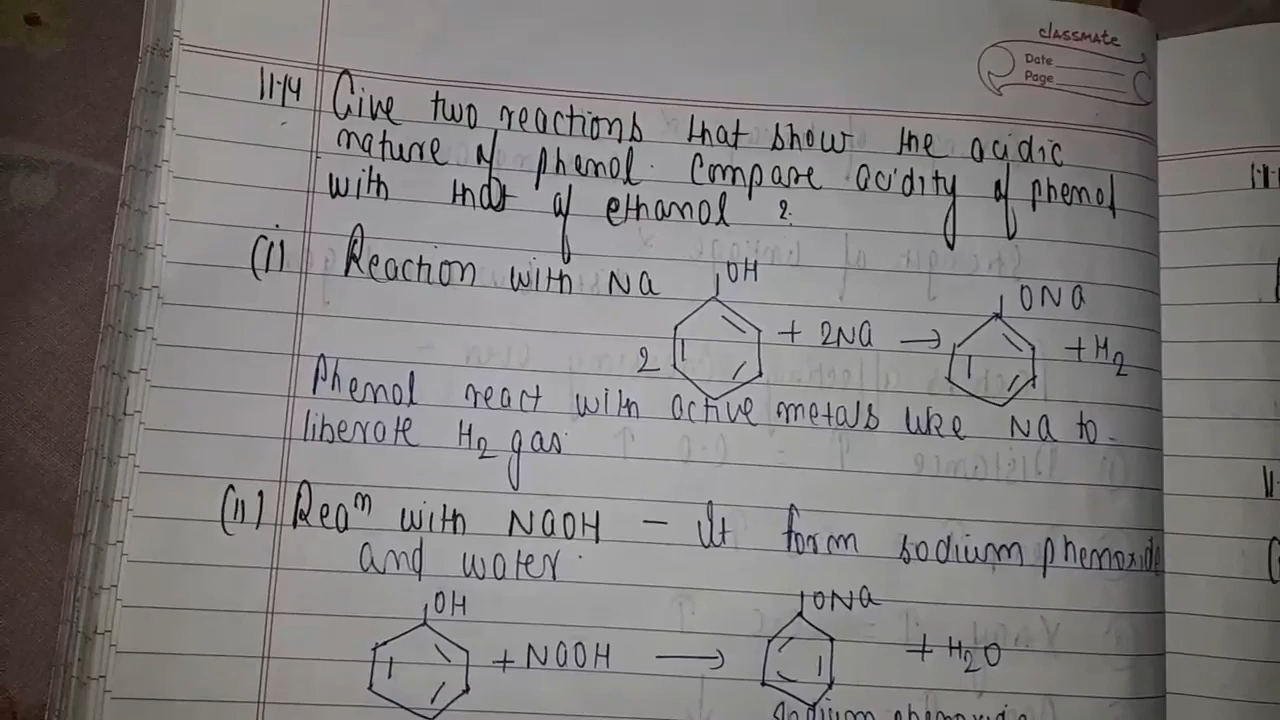 classmate
Date
Page
11.14 Give two reactions that show the acidic
nature of phenol. Compare acidity of phenol
with that of ethanol ?
(i) Reaction with Na
OH
ONa
2 + 2Na → + H2
Phenol react with active metals like Na to
liberate H2 gas.
(ii) Rean with NaOH - It form sodium phenoxide
and water.
OH
ONa
+ NaOH → + H2O
Sodium phenoxide